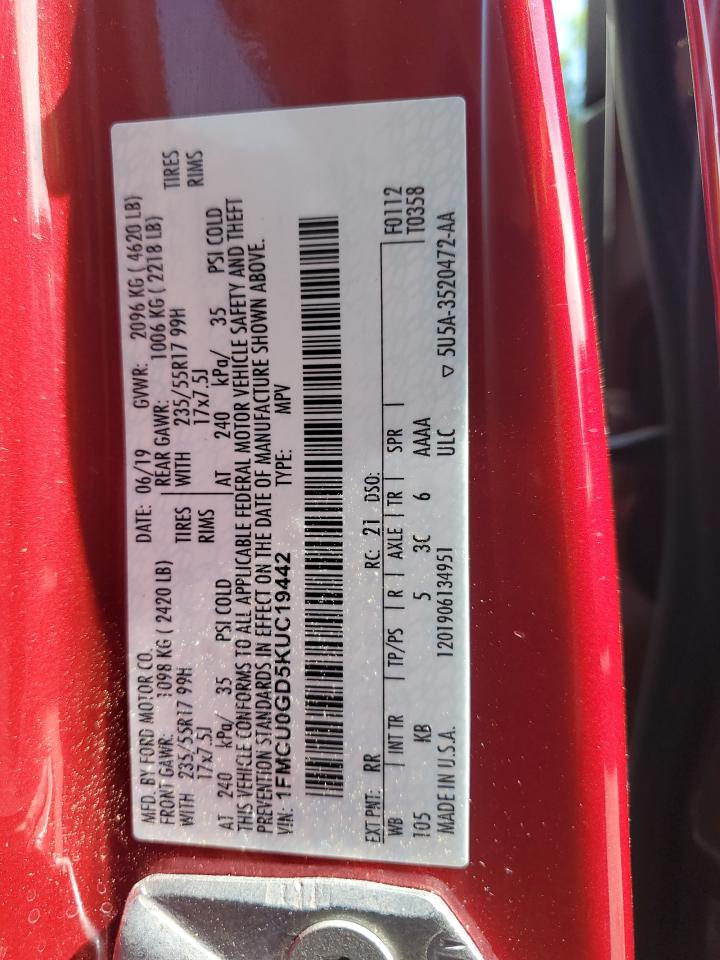 MFD. BY FORD MOTOR CO.
DATE: 06/19 GVWR: 2096 KG ( 4620 LB)
FRONT GAWR: 1098 KG ( 2420 LB) REAR GAWR: 1006 KG ( 2218 LB)
WITH 235/55R17 99H TIRES WITH 235/55R17 99H TIRES
17x7.5J RIMS 17x7.5J RIMS
AT 240 kPa/ 35 PSI COLD AT 240 kPa/ 35 PSI COLD
THIS VEHICLE CONFORMS TO ALL APPLICABLE FEDERAL MOTOR VEHICLE SAFETY AND THEFT
PREVENTION STANDARDS IN EFFECT ON THE DATE OF MANUFACTURE SHOWN ABOVE.
VIN: 1FMCU0GD5KUC19442 TYPE: MPV
EXT PNT: RR RC: 21 DSO: F0112
WB INT TR TP/PS R AXLE TR SPR T0358
105 KB 5 3C 6 AAAA
MADE IN U.S.A. 1201906134951 ULC ▽ 5U5A-3520472-AA